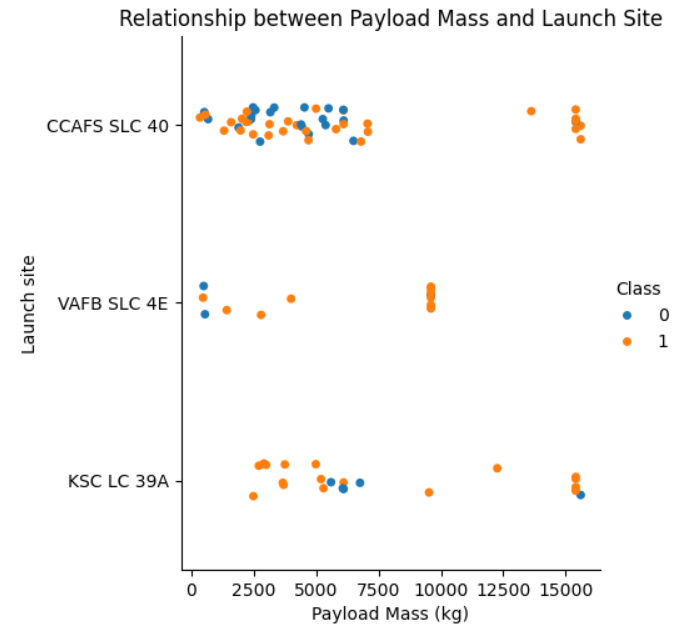 Relationship between Payload Mass and Launch Site
CCAFS SLC 40
VAFB SLC 4E
KSC LC 39A
Launch site
Class
0
1
0 2500 5000 7500 10000 12500 15000
Payload Mass (kg)